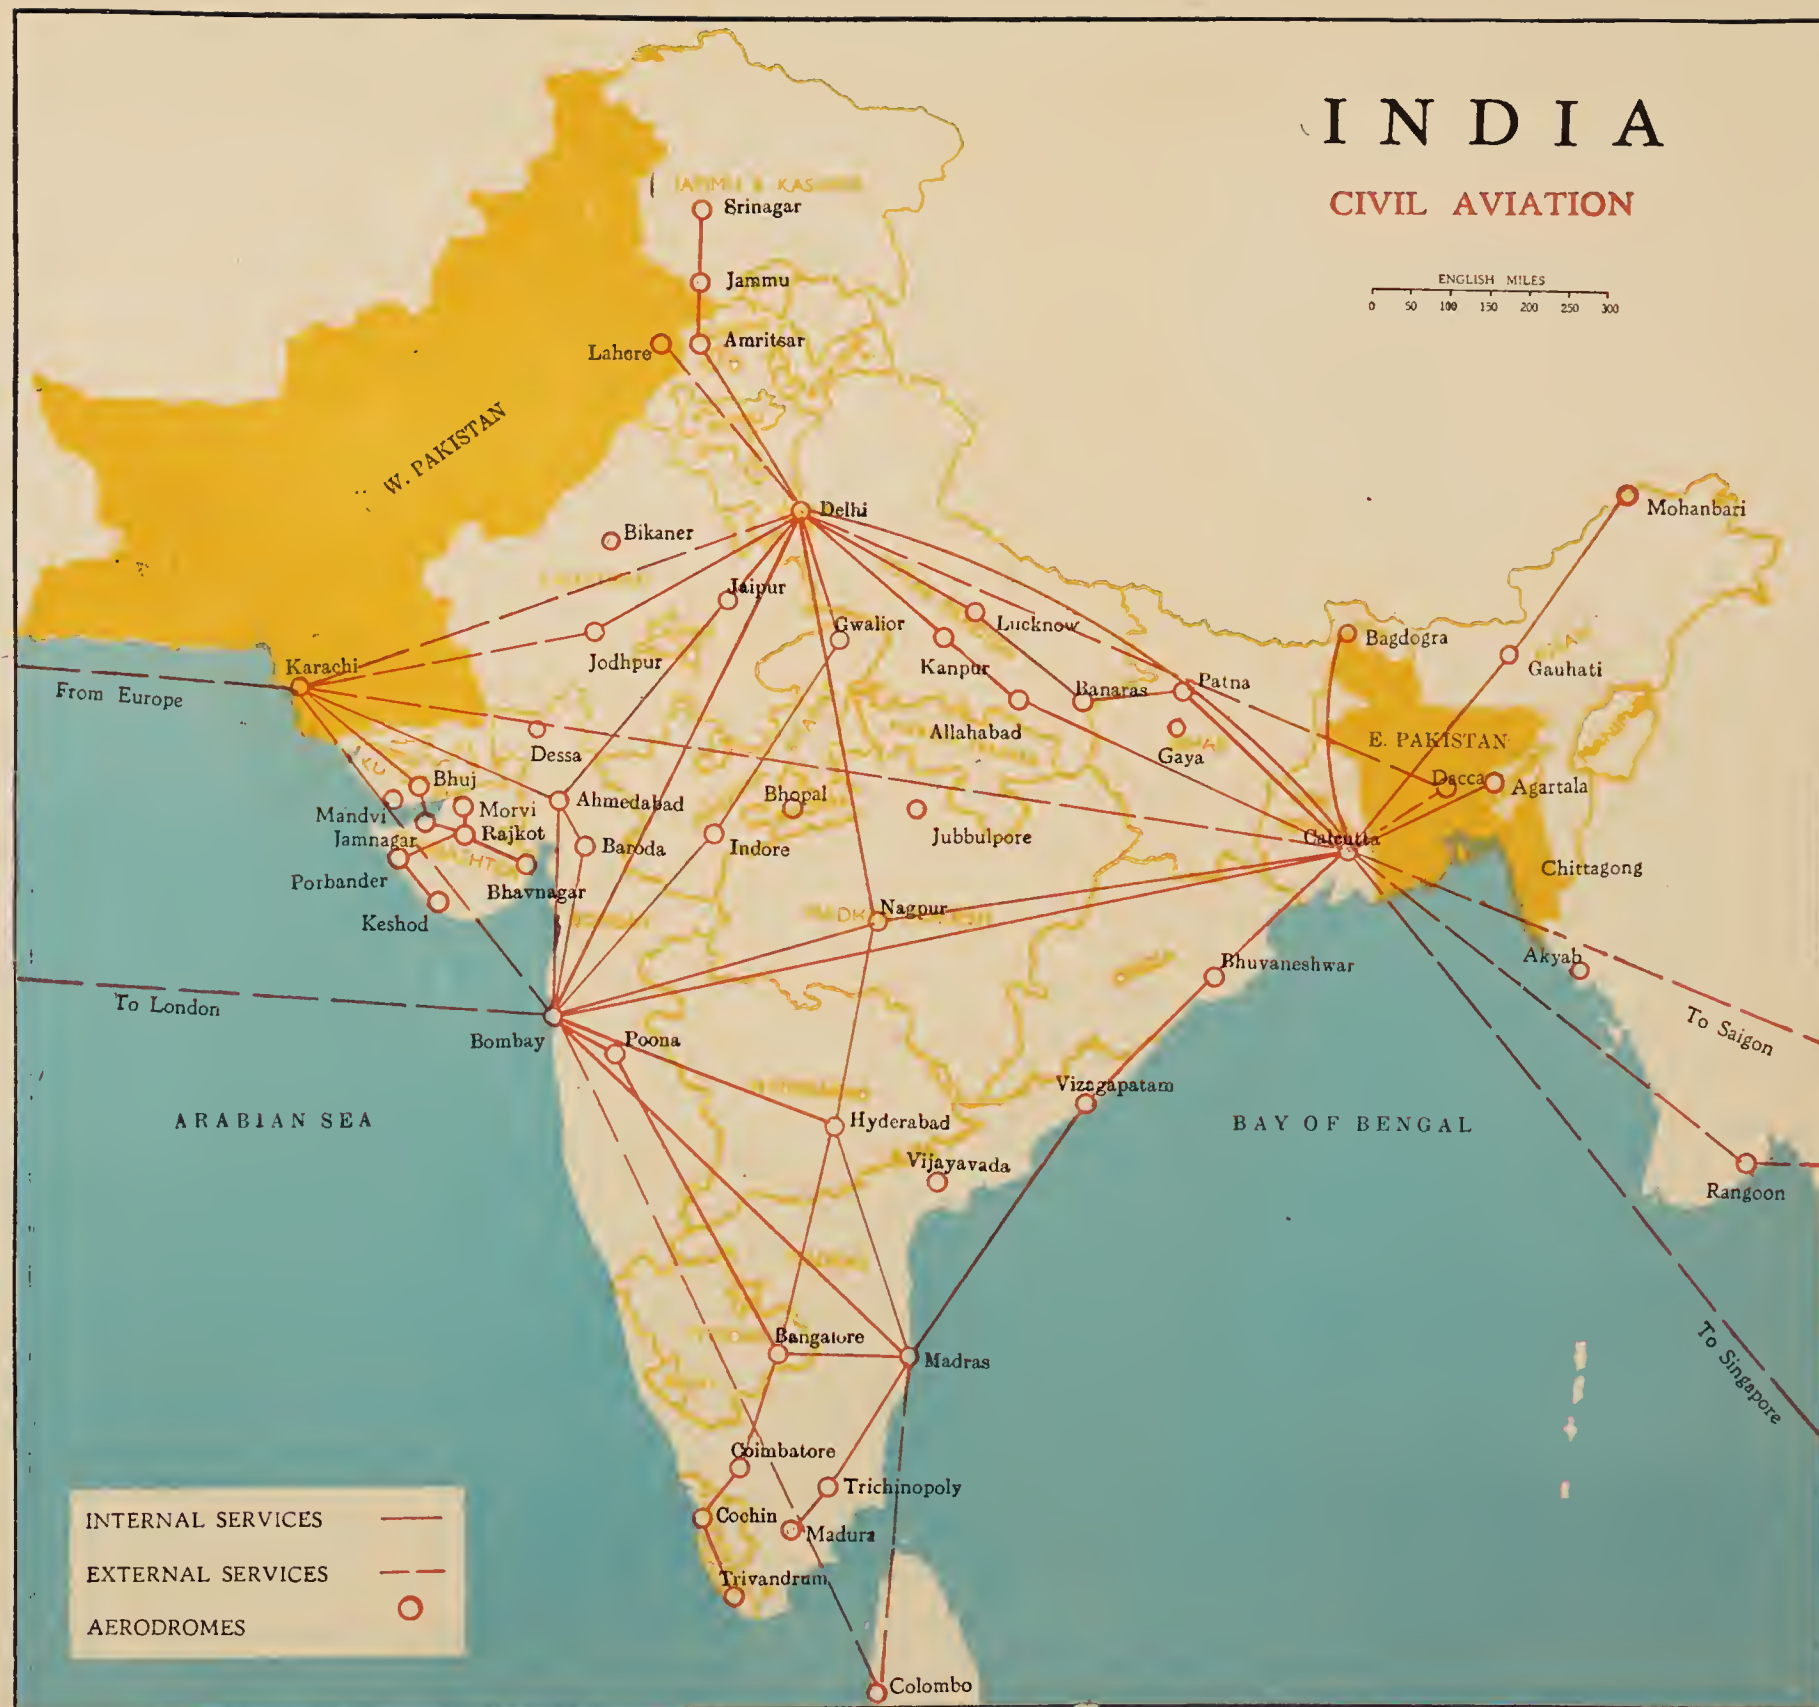 INDIA
CIVIL AVIATION
ENGLISH MILES
0 50 100 150 200 250 300
Srinagar
Jammu
Amritsar
Lahore
W. PAKISTAN
Delhi
Mohanbari
Bikaner
Jaipur
Gwalior
Lucknow
Bagdogra
Karachi
Jodhpur
Kanpur
Gauhati
From Europe
Banaras
Patna
Dessa
Allahabad
Gaya
E. PAKISTAN
Bhuj
Dacca
Agartala
Mandvi
Morvi
Ahmedabad
Bhopal
Jamnagar
Rajkot
Baroda
Indore
Jubbulpore
Calcutta
Porbander
Bhavnagar
Chittagong
Keshod
Nagpur
Akyab
Bhuvaneshwar
To London
Bombay
Poona
To Saigon
Vizagapatam
ARABIAN SEA
Hyderabad
BAY OF BENGAL
Vijayavada
Rangoon
Bangalore
Madras
To Singapore
Coimbatore
Trichinopoly
Cochin
Madura
Trivandrum
Colombo
INTERNAL SERVICES
EXTERNAL SERVICES
AERODROMES